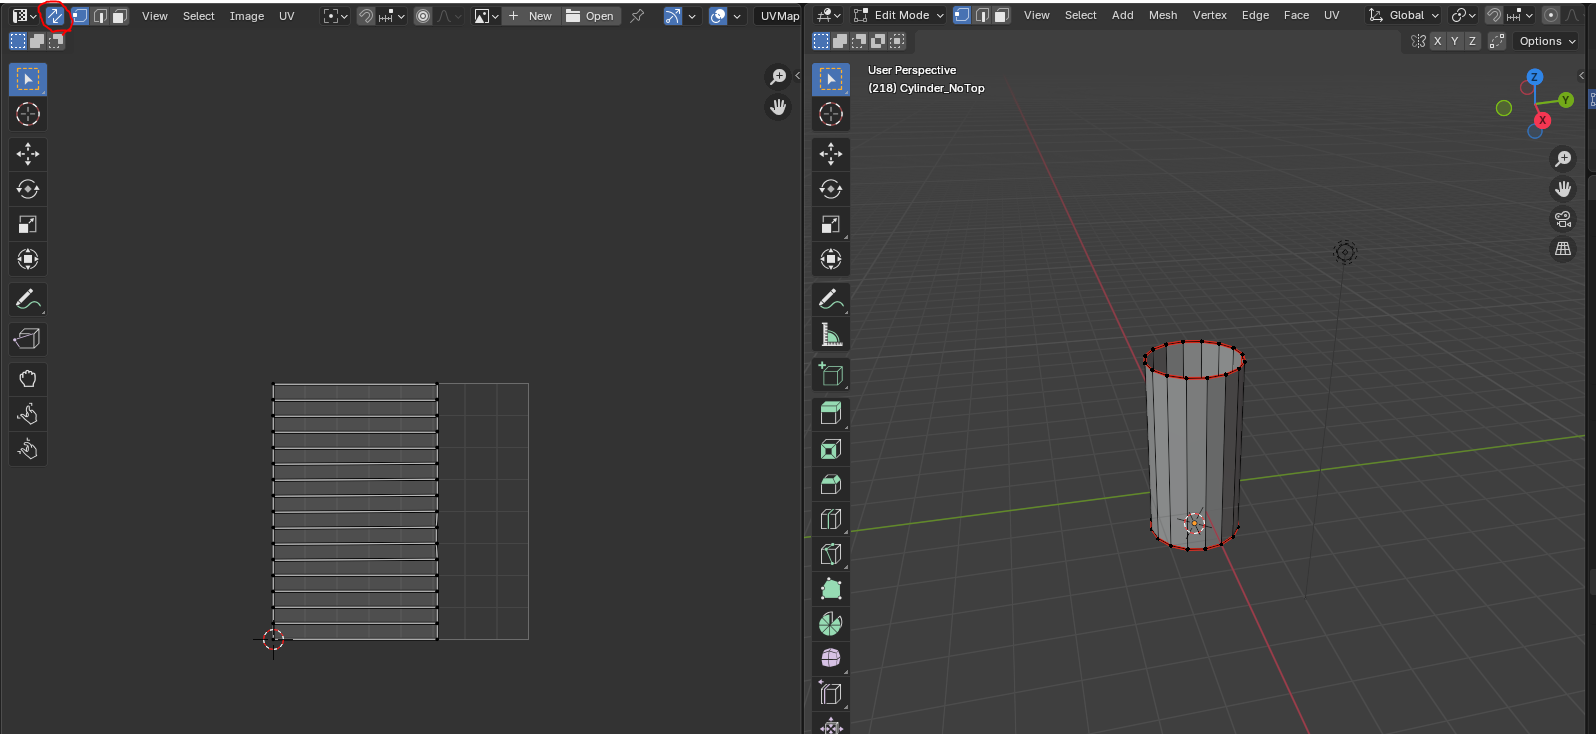 View Select Image UV New Open UVMap
Edit Mode View Select Add Mesh Vertex Edge Face UV Global
X Y Z Options
User Perspective
(218) Cylinder_NoTop
Z
Y
X